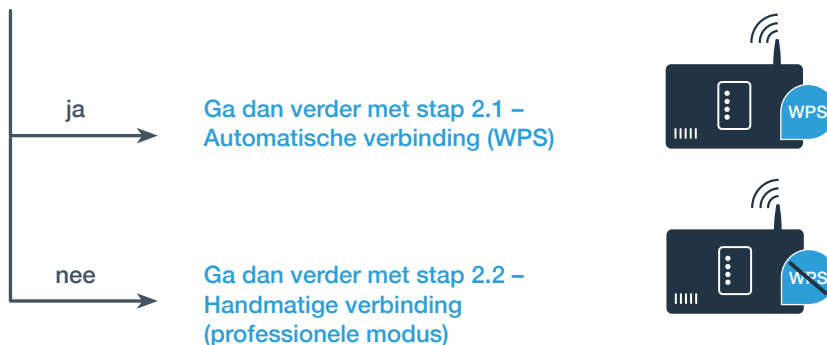 ja
Ga dan verder met stap 2.1 –
Automatische verbinding (WPS)
WPS
nee
Ga dan verder met stap 2.2 –
Handmatige verbinding
(professionele modus)
WPS